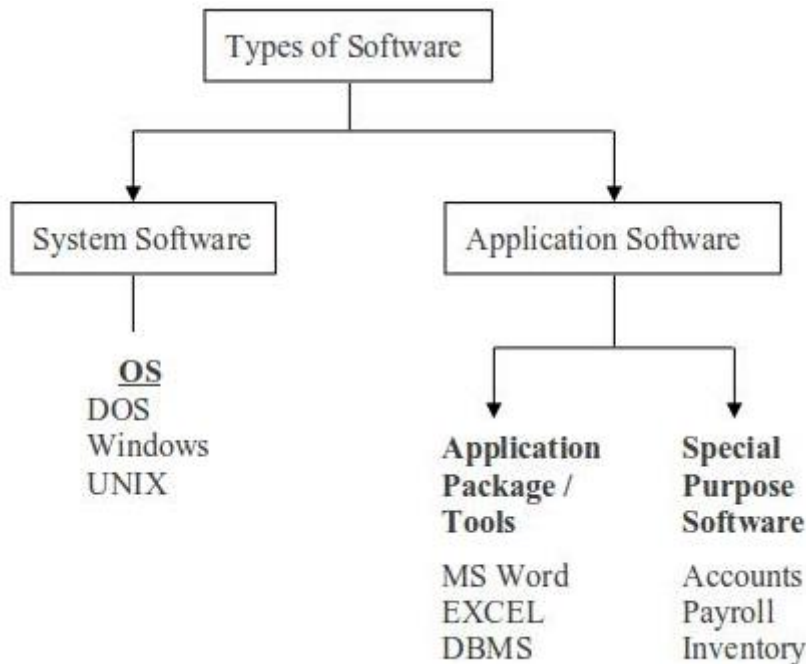 Types of Software
System Software
Application Software
OS
DOS
Windows
UNIX
Application
Package /
Tools
MS Word
EXCEL
DBMS
Special
Purpose
Software
Accounts
Payroll
Inventory